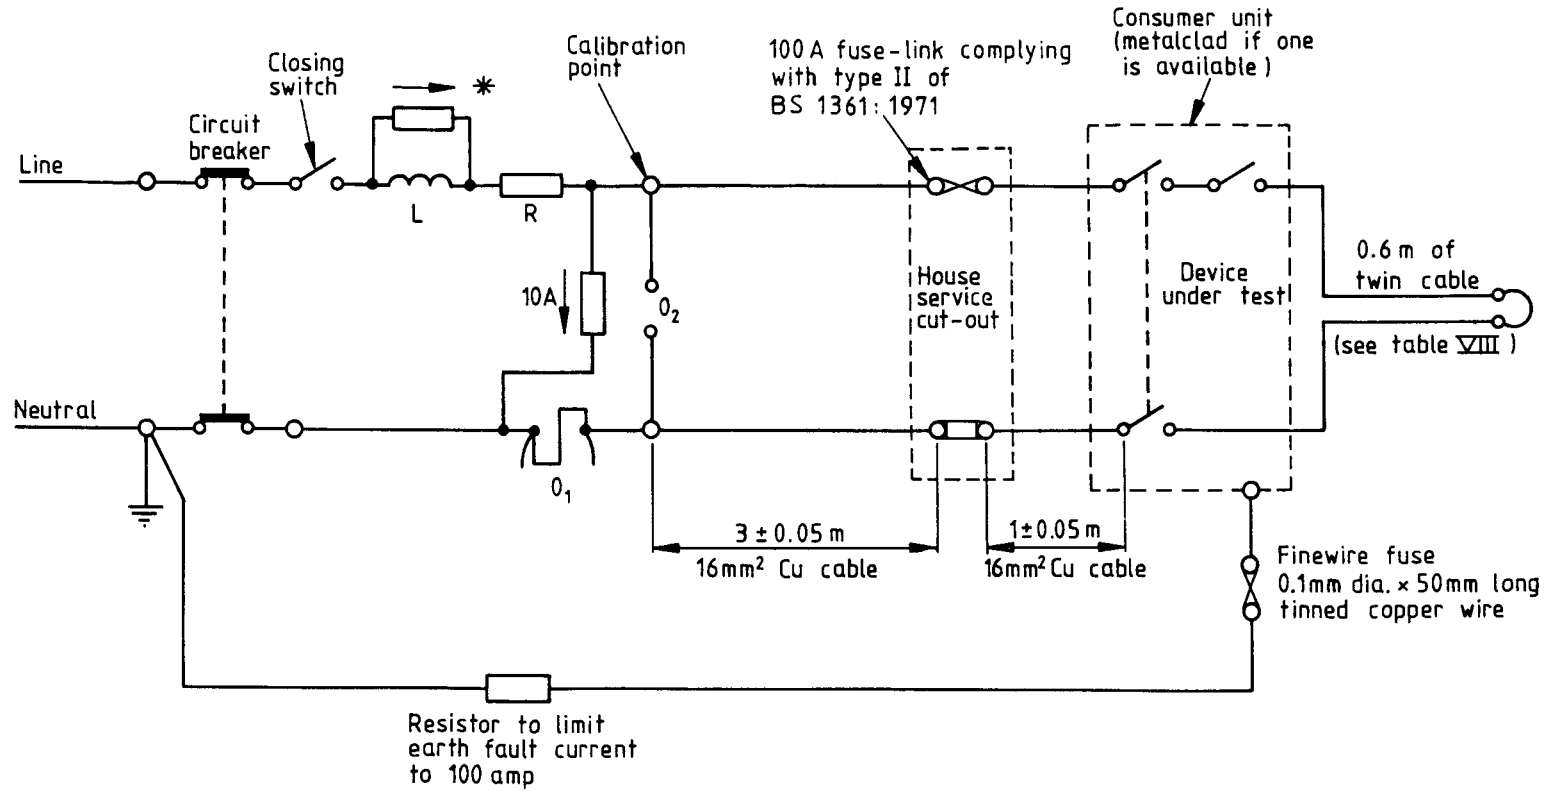 Consumer unit
(metalclad if one
is available)
Calibration
point
100A fuse-link complying
with type II of
BS 1361:1971
Closing
switch
*
Circuit
breaker
Line
L
R
0.6m of
twin cable
House
service
cut-out
Device
under test
10A
O2
(see table VIII)
Neutral
O1
3 ± 0.05 m
16mm² Cu cable
1±0.05 m
16mm² Cu cable
Finewire fuse
0.1mm dia. × 50mm long
tinned copper wire
Resistor to limit
earth fault current
to 100 amp